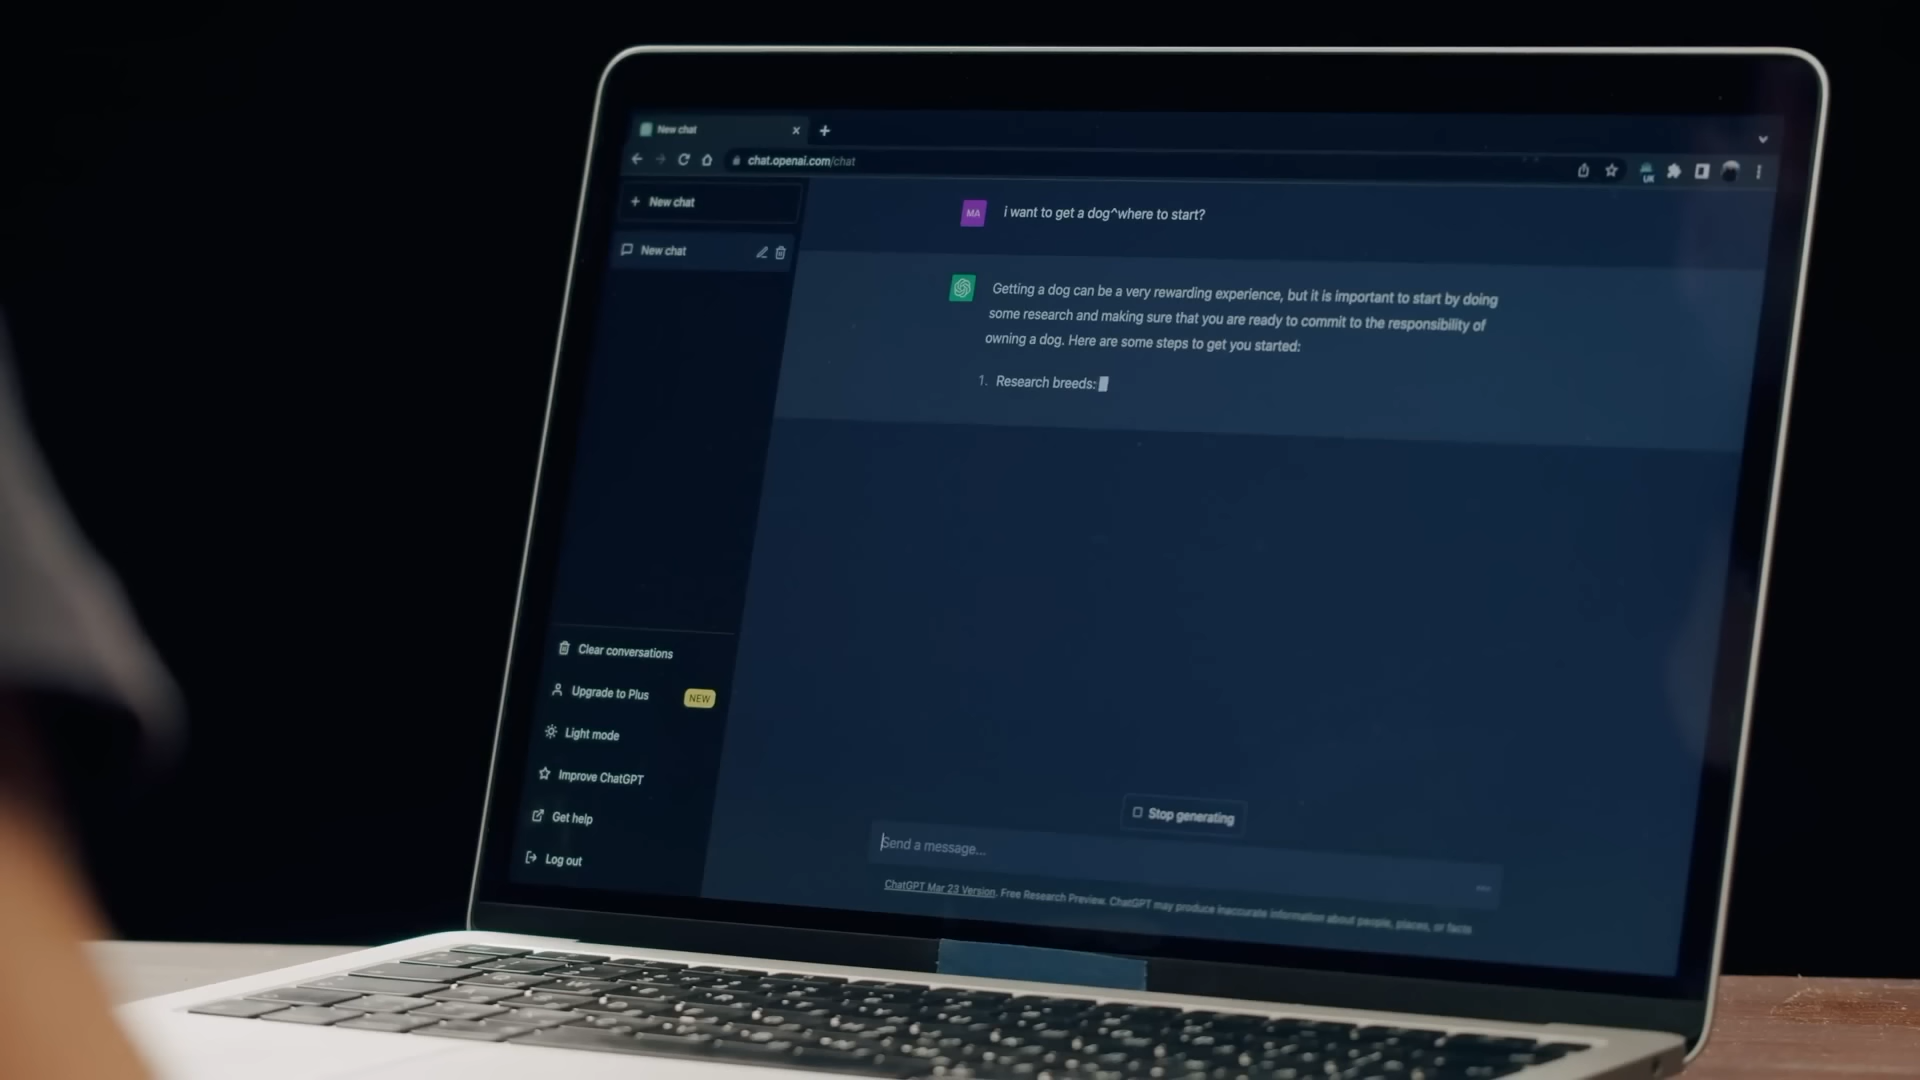 New chat
chat.openai.com/chat
UK
New chat
New chat
MA
i want to get a dog^where to start?
Getting a dog can be a very rewarding experience, but it is important to start by doing
some research and making sure that you are ready to commit to the responsibility of
owning a dog. Here are some steps to get you started:
1. Research breeds:
Clear conversations
Upgrade to Plus NEW
Light mode
Improve ChatGPT
Get help
Log out
Stop generating
Send a message...
ChatGPT Mar 23 Version. Free Research Preview. ChatGPT may produce inaccurate information about people, places, or facts